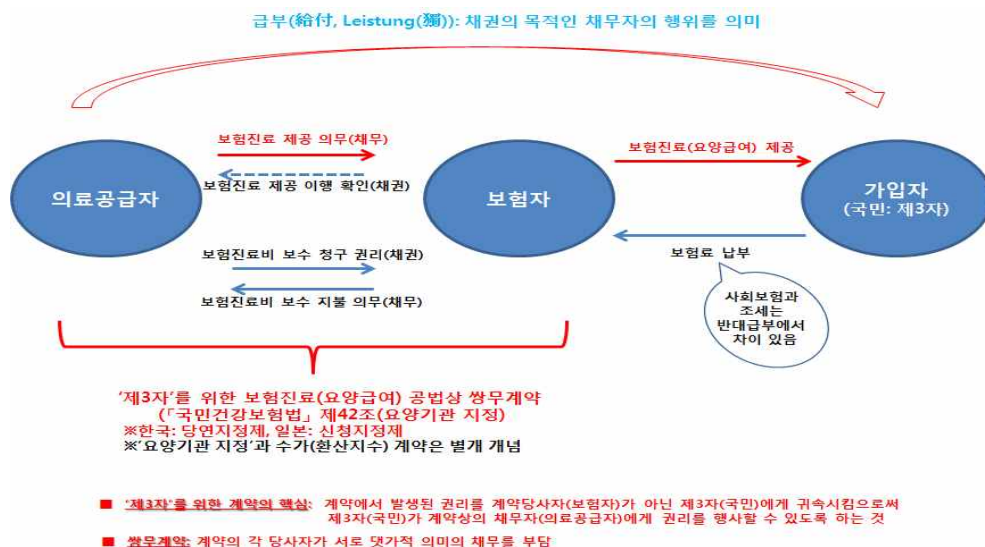 급부(給付, Leistung(獨)): 채권의 목적인 채무자의 행위를 의미
보험진료 제공 의무(채무)
보험진료(요양급여) 제공
의료공급자
보험진료 제공 이행 확인(채권)
보험자
가입자
(국민: 제3자)
보험진료비 보수 청구 권리(채권)
보험료 납부
보험진료비 보수 지불 의무(채무)
사회보험과
조세는
반대급부에서
차이 있음
'제3자'를 위한 보험진료(요양급여) 공법상 쌍무계약
(「국민건강보험법」 제42조(요양기관 지정)
※한국: 당연지정제, 일본: 신청지정제
※'요양기관 지정'과 수가(환산지수) 계약은 별개 개념
■ '제3자'를 위한 계약의 핵심: 계약에서 발생된 권리를 계약당사자(보험자)가 아닌 제3자(국민)에게 귀속시킴으로써
제3자(국민)가 계약상의 채무자(의료공급자)에게 권리를 행사할 수 있도록 하는 것
■ 쌍무계약: 계약의 각 당사자가 서로 댓가적 의미의 채무를 부담